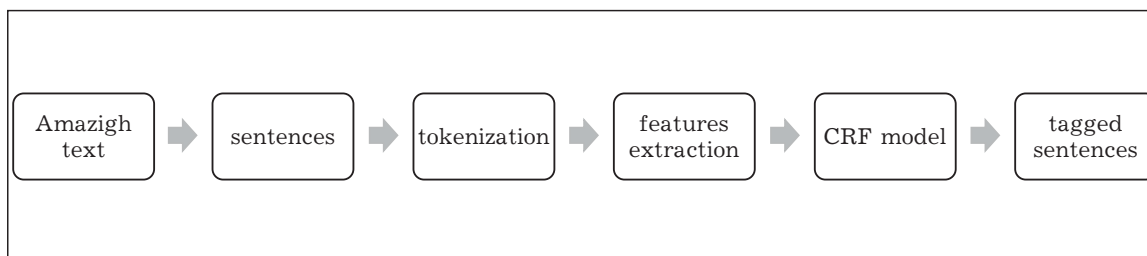 Amazigh
text
sentences
tokenization
features
extraction
CRF model
tagged
sentences